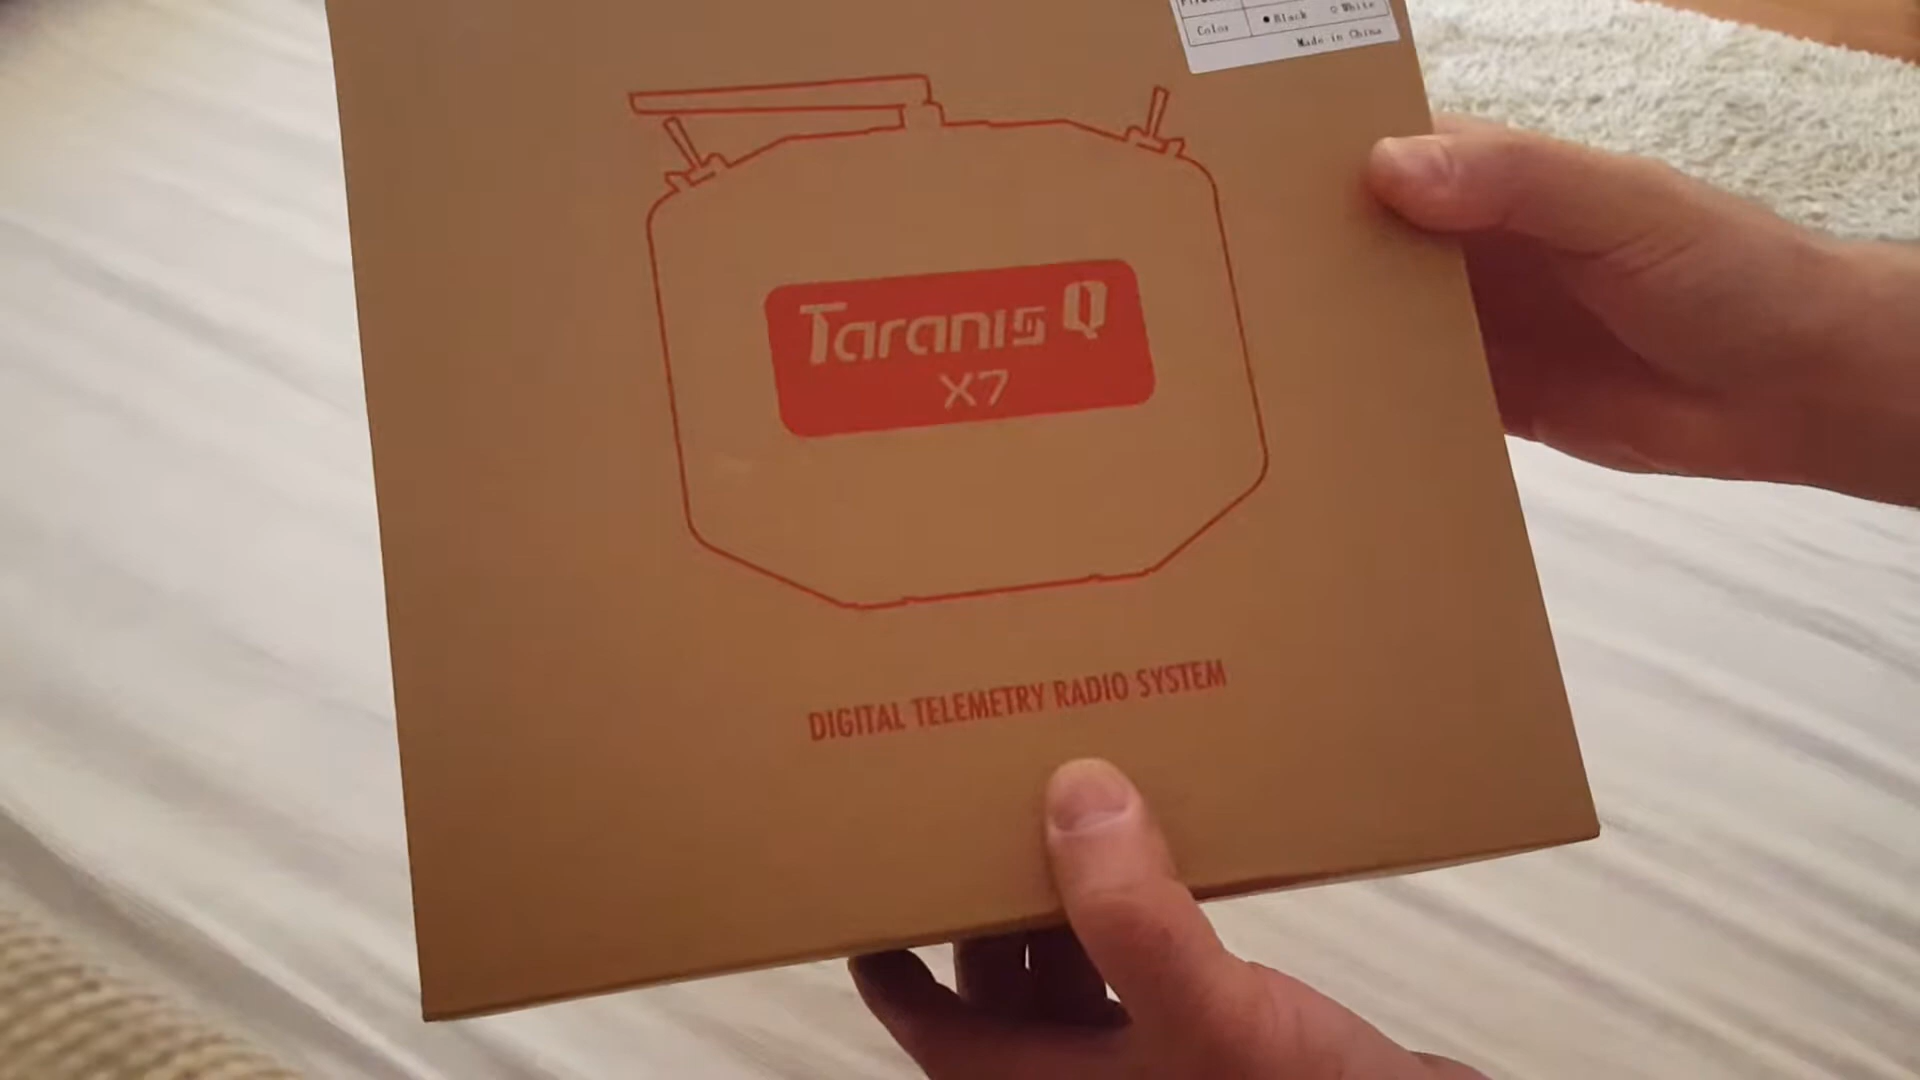 Color ●Black ○White
Made in China
Taranis Q
X7
DIGITAL TELEMETRY RADIO SYSTEM